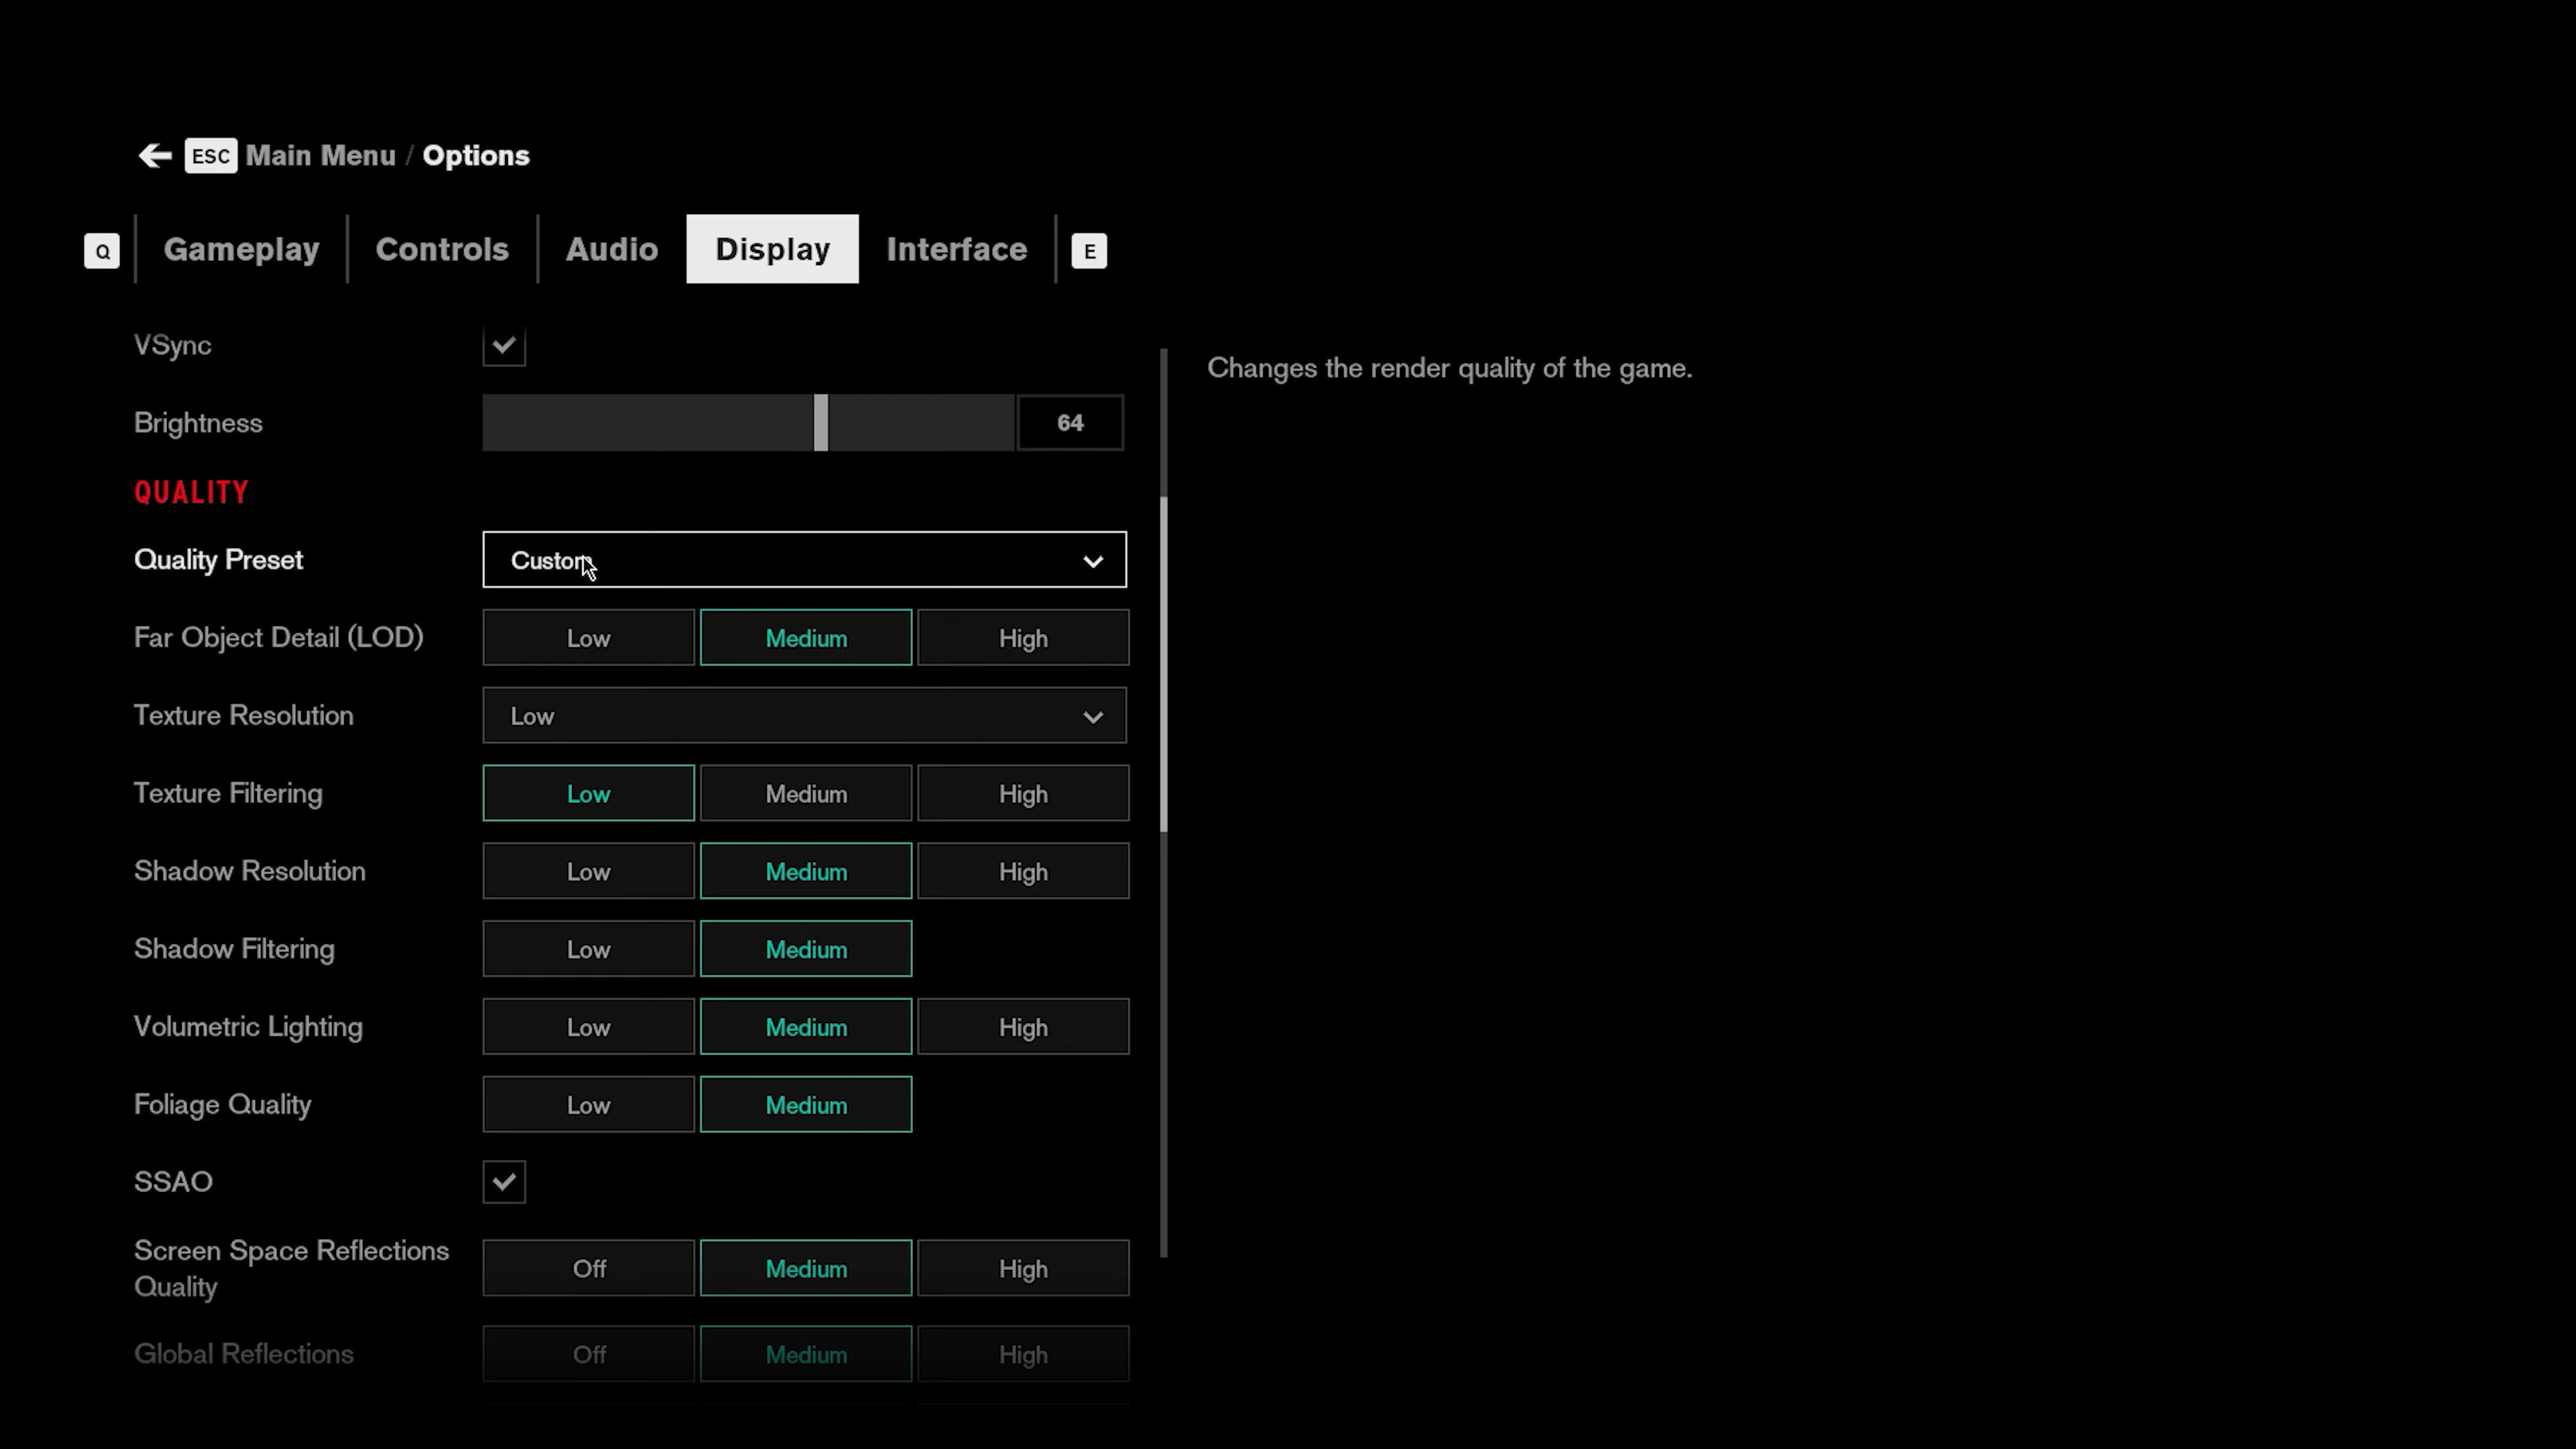 ESC Main Menu / Options
Q Gameplay Controls Audio Display Interface E
VSync
Changes the render quality of the game.
Brightness 64
QUALITY
Quality Preset Custom
Far Object Detail (LOD) Low Medium High
Texture Resolution Low
Texture Filtering Low Medium High
Shadow Resolution Low Medium High
Shadow Filtering Low Medium
Volumetric Lighting Low Medium High
Foliage Quality Low Medium
SSAO
Screen Space Reflections
Quality Off Medium High
Global Reflections Off Medium High